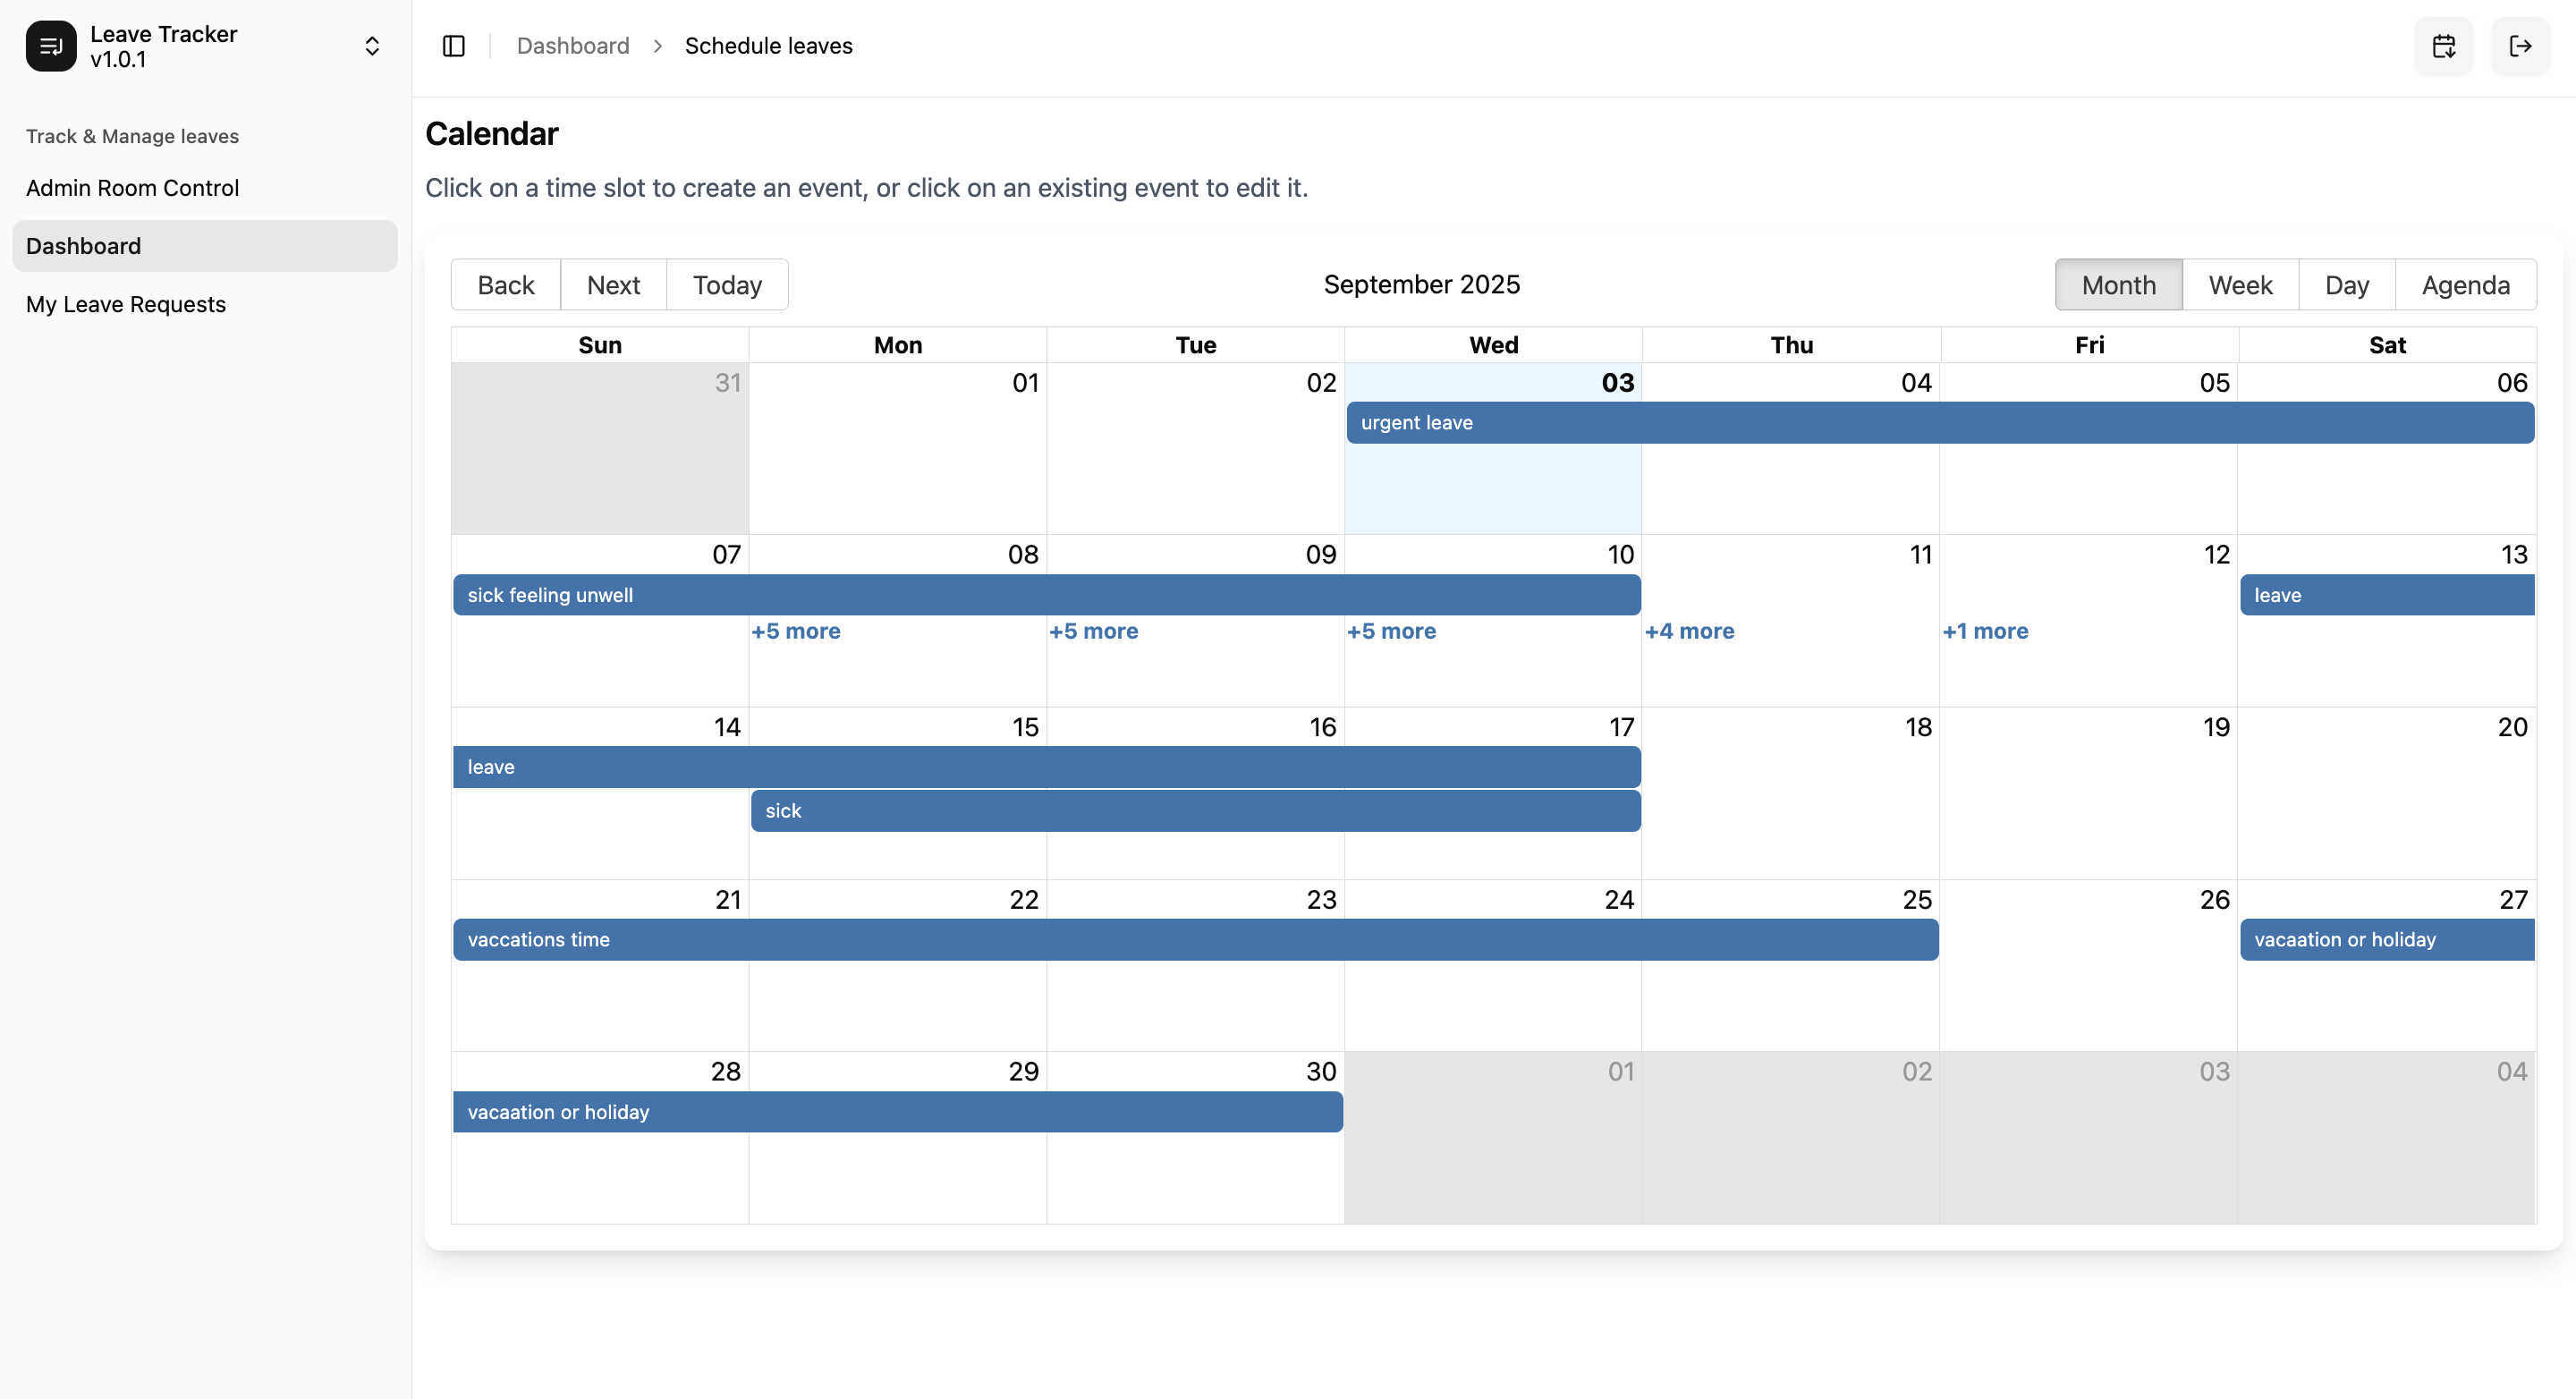 Leave Tracker
v1.0.1
Track & Manage leaves
Admin Room Control
Dashboard
My Leave Requests
Dashboard > Schedule leaves
Calendar
Click on a time slot to create an event, or click on an existing event to edit it.
Back Next Today
September 2025
Month Week Day Agenda
Sun Mon Tue Wed Thu Fri Sat
31 01 02 03 04 05 06
urgent leave
07 08 09 10 11 12 13
sick feeling unwell leave
+5 more +5 more +5 more +4 more +1 more
14 15 16 17 18 19 20
leave
sick
21 22 23 24 25 26 27
vaccations time vacaation or holiday
28 29 30 01 02 03 04
vacaation or holiday